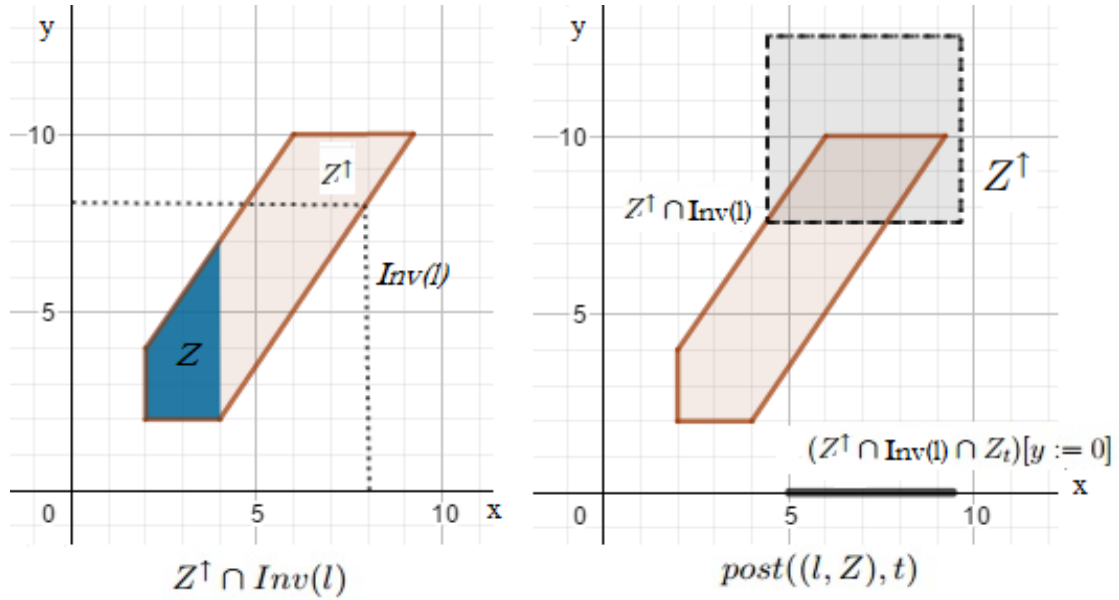 y
10
Z↑
Inv(l)
5
Z
0
5
10
x
Z↑ ∩ Inv(l)
y
10
Z↑
Z↑ ∩ Inv(l)
5
(Z↑ ∩ Inv(l) ∩ Zₜ)[y := 0]
x
0
5
10
post((l, Z), t)